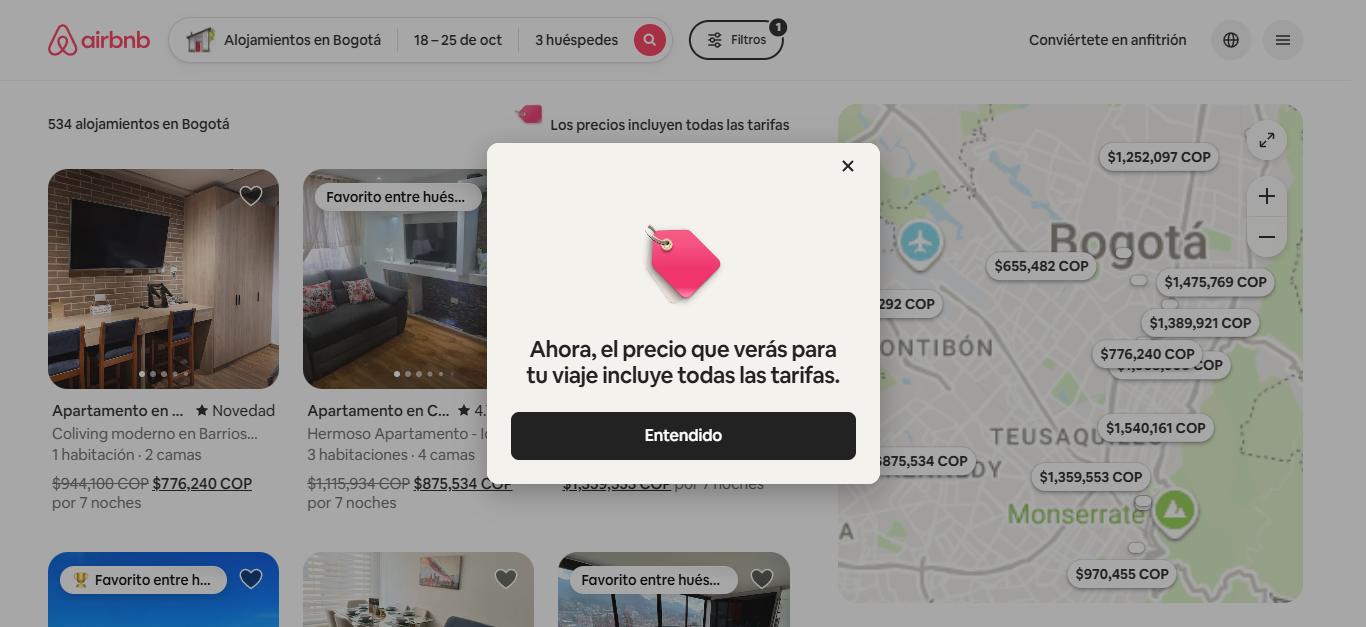 airbnb
Alojamientos en Bogotá
18 – 25 de oct
3 huéspedes
Filtros
1
Conviértete en anfitrión
534 alojamientos en Bogotá
Los precios incluyen todas las tarifas
Favorito entre hués...
Apartamento en ...
Novedad
Coliving moderno en Barrios...
1 habitación · 2 camas
$944,100 COP $776,240 COP
por 7 noches
Apartamento en C...
4.
Hermoso Apartamento
3 habitaciones · 4 camas
$1,115,934 COP $875,534 COP
por 7 noches
$1,359,553 COP por 7 noches
Ahora, el precio que verás para
tu viaje incluye todas las tarifas.
Entendido
Favorito entre h...
Favorito entre hués...
$1,252,097 COP
Bogotá
$655,482 COP
$1,475,769 COP
292 COP
$1,389,921 COP
ONTIBÓN
$776,240 COP
COP
TEUSAQUILLO
$1,540,161 COP
$875,534 COP
KENNEDY
$1,359,553 COP
Monserrate
A
$970,455 COP